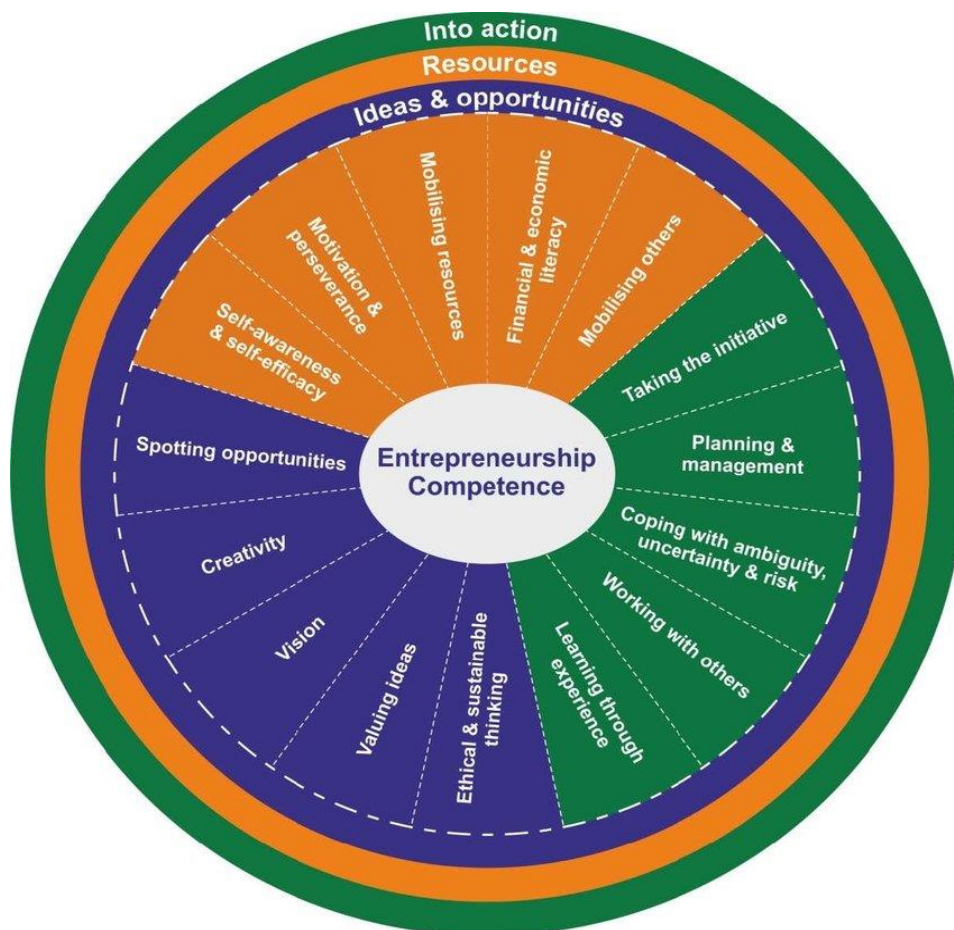 Into action
Resources
Ideas & opportunities
Self-awareness
& self-efficacy
Motivation &
perseverance
Mobilising resources
Financial & economic
literacy
Mobilising others
Taking the initiative
Planning &
management
Coping with ambiguity,
uncertainty & risk
Working with others
Learning through
experience
Ethical & sustainable
thinking
Valuing ideas
Vision
Creativity
Spotting opportunities
Entrepreneurship
Competence